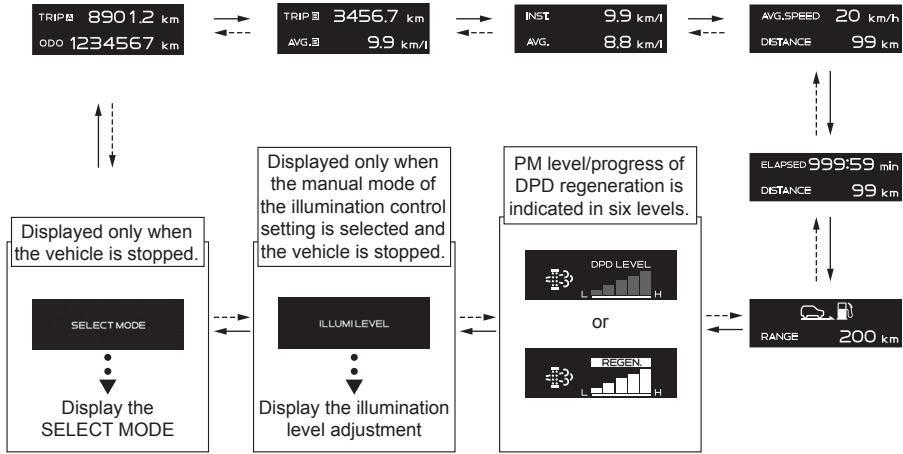 TRIP A 8901.2 km
ODO 1234567 km
TRIP B 3456.7 km
AVG. B 9.9 km/l
INST. 9.9 km/l
AVG. 8.8 km/l
AVG.SPEED 20 km/h
DISTANCE 99 km
ELAPSED 999:59 min
DISTANCE 99 km
RANGE 200 km
PM level/progress of
DPD regeneration is
indicated in six levels.
DPD LEVEL
L H
or
REGEN.
L H
Displayed only when
the manual mode of
the illumination control
setting is selected and
the vehicle is stopped.
ILLUMI LEVEL
Display the illumination
level adjustment
Displayed only when
the vehicle is stopped.
SELECT MODE
Display the
SELECT MODE